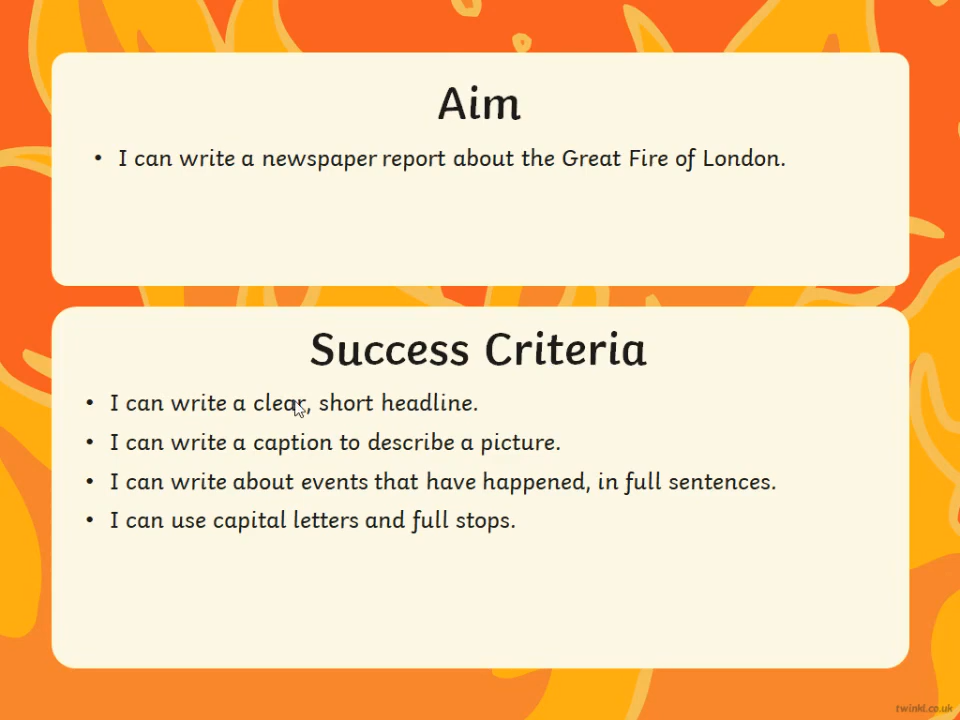 Aim
• I can write a newspaper report about the Great Fire of London.
Success Criteria
• I can write a clear, short headline.
• I can write a caption to describe a picture.
• I can write about events that have happened, in full sentences.
• I can use capital letters and full stops.
twinkl.co.uk